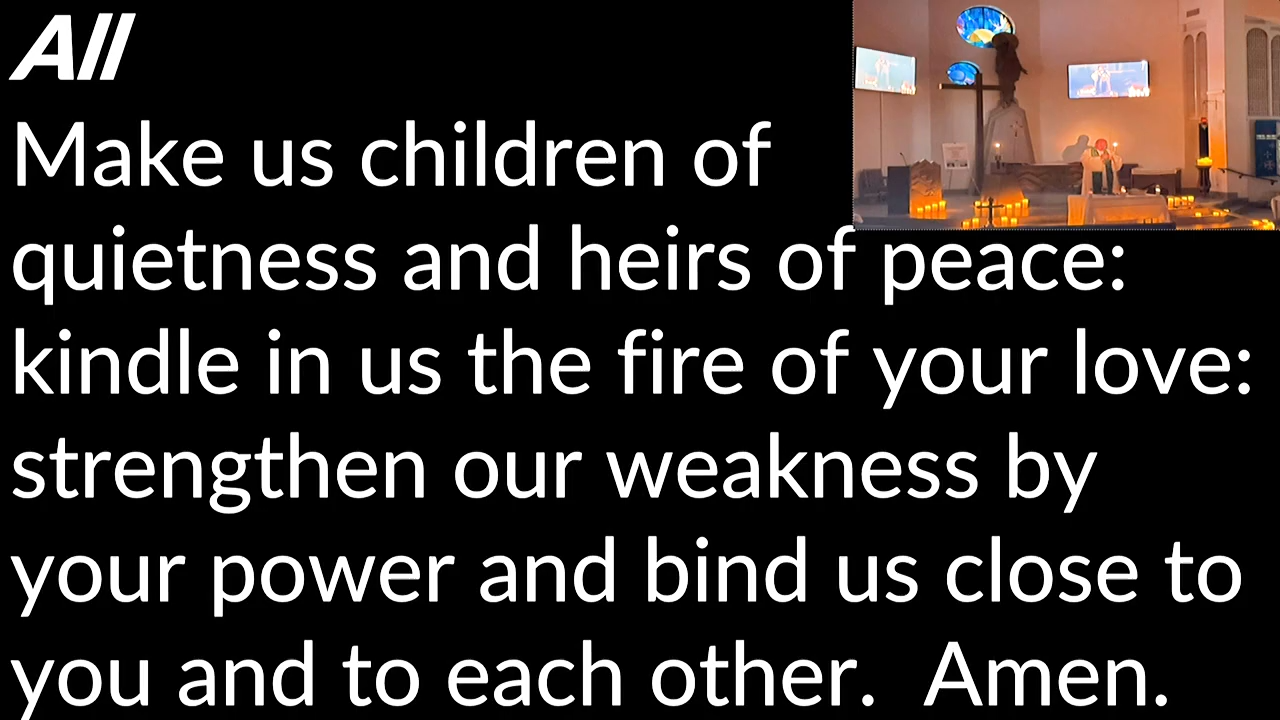 All
Make us children of
quietness and heirs of peace:
kindle in us the fire of your love:
strengthen our weakness by
your power and bind us close to
you and to each other.  Amen.